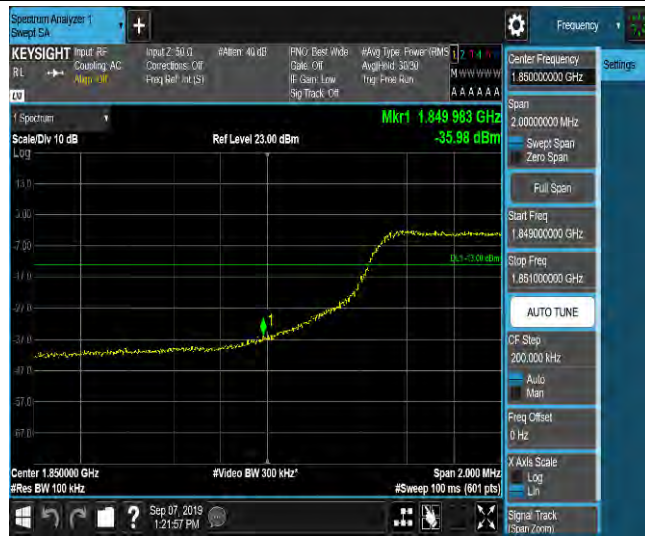 Spectrum Analyzer 1
Swept SA
+
Frequency
KEYSIGHT Input: RF
RL
Coupling: AC
Align: Off
Input Z: 50 Ω
Corrections: Off
Freq Ref: Int (S)
#Atten: 40 dB
PNO: Best Wide
Gate: Off
IF Gain: Low
Sig Track: Off
#Avg Type: Power (RMS
Avg|Hold: 30/30
Trig: Free Run
M W W W W W
A A A A A A
LW
1 Spectrum
Scale/Div 10 dB
Log
Ref Level 23.00 dBm
Mkr1 1.849 983 GHz
-35.98 dBm
13.0
3.00
-7.00
-17.0
-27.0
-37.0
-47.0
-57.0
-67.0
DL1 -13.00 dBm
1
Center 1.850000 GHz
#Res BW 100 kHz
#Video BW 300 kHz*
Span 2.000 MHz
#Sweep 100 ms (601 pts)
Center Frequency
1.850000000 GHz
Settings
Span
2.00000000 MHz
Swept Span
Zero Span
Full Span
Start Freq
1.849000000 GHz
Stop Freq
1.851000000 GHz
AUTO TUNE
CF Step
200.000 kHz
Auto
Man
Freq Offset
0 Hz
X Axis Scale
Log
Lin
Signal Track
(Span Zoom)
?
Sep 07, 2019
1:21:57 PM